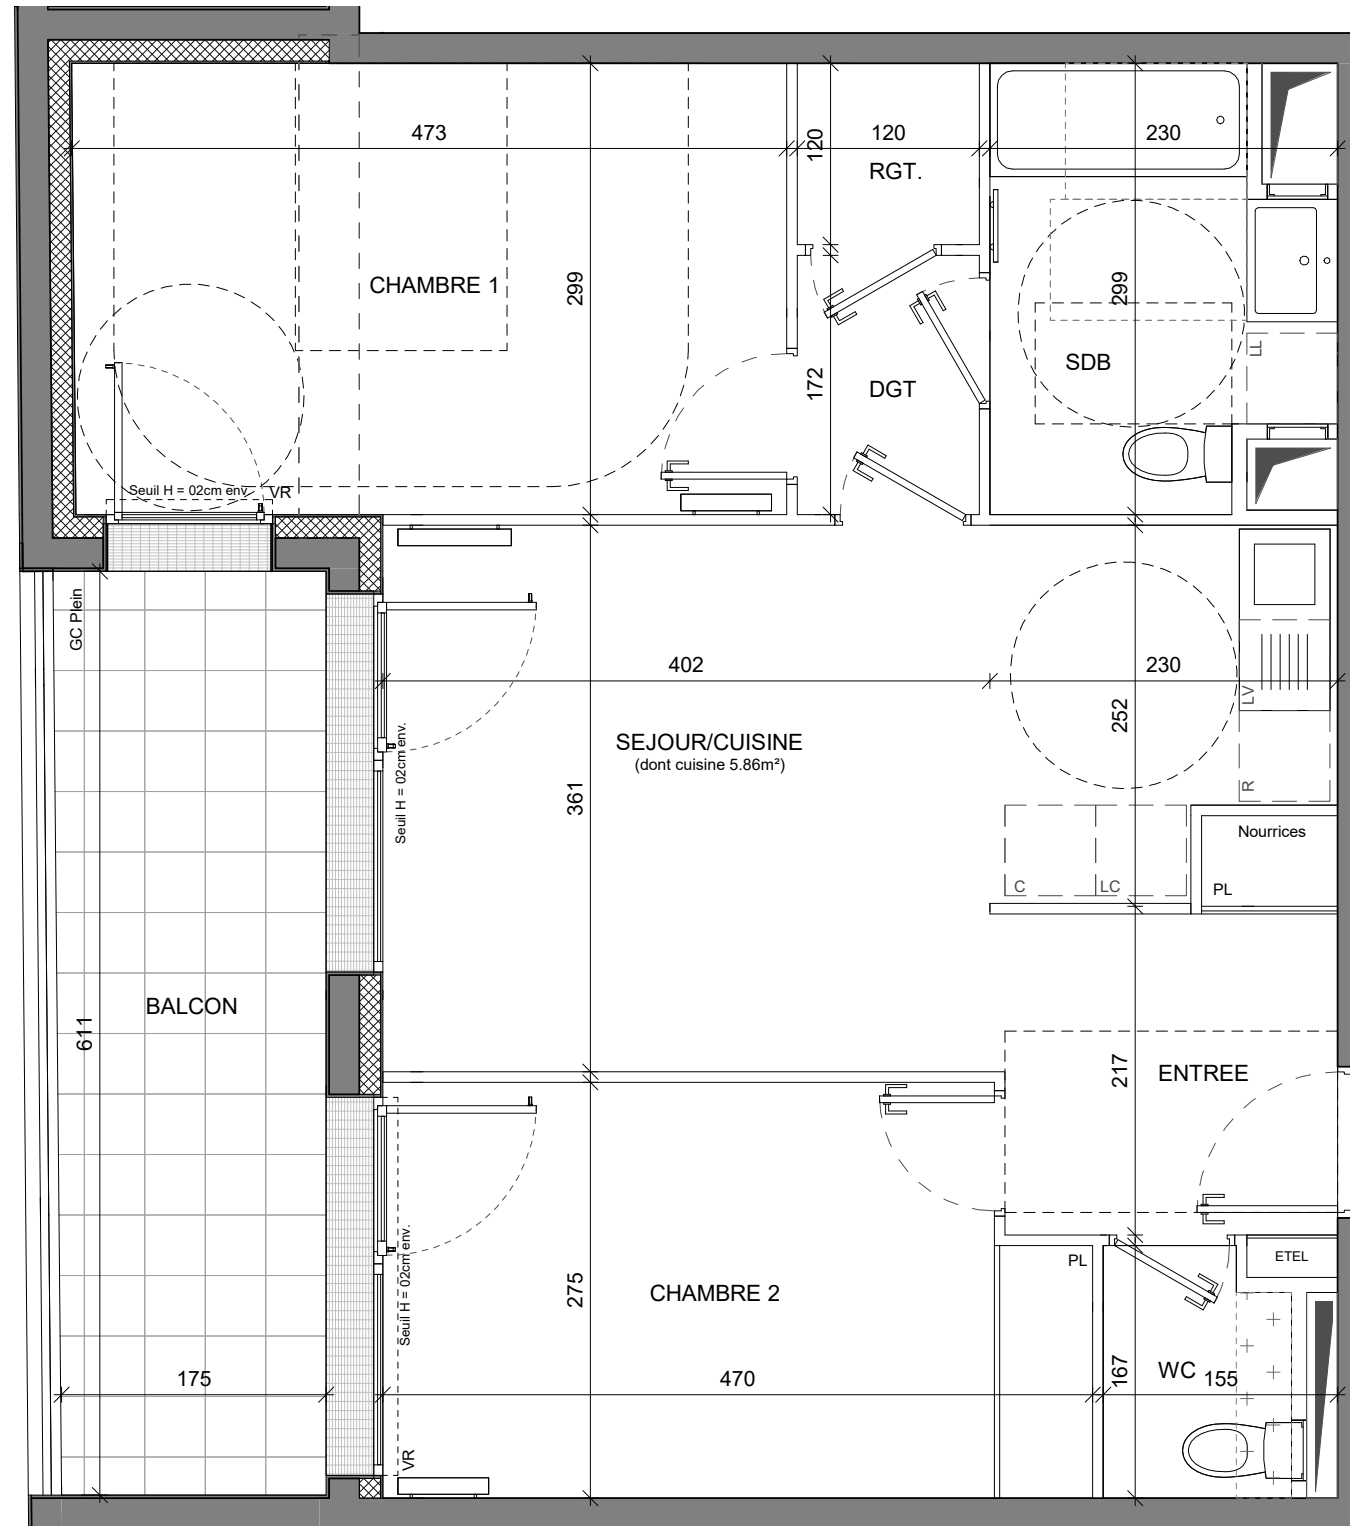 473
120
120
230
RGT.
CHAMBRE 1
299
299
SDB
LL
172
DGT
Seuil H = 02cm env.
VR
GC Plein
402
230
252
LV
SEJOUR/CUISINE
(dont cuisine 5.86m²)
Seuil H = 02cm env.
361
R
Nourrices
C
LC
PL
BALCON
611
217
ENTREE
PL
ETEL
Seuil H = 02cm env.
275
CHAMBRE 2
175
470
167
WC
155
VR